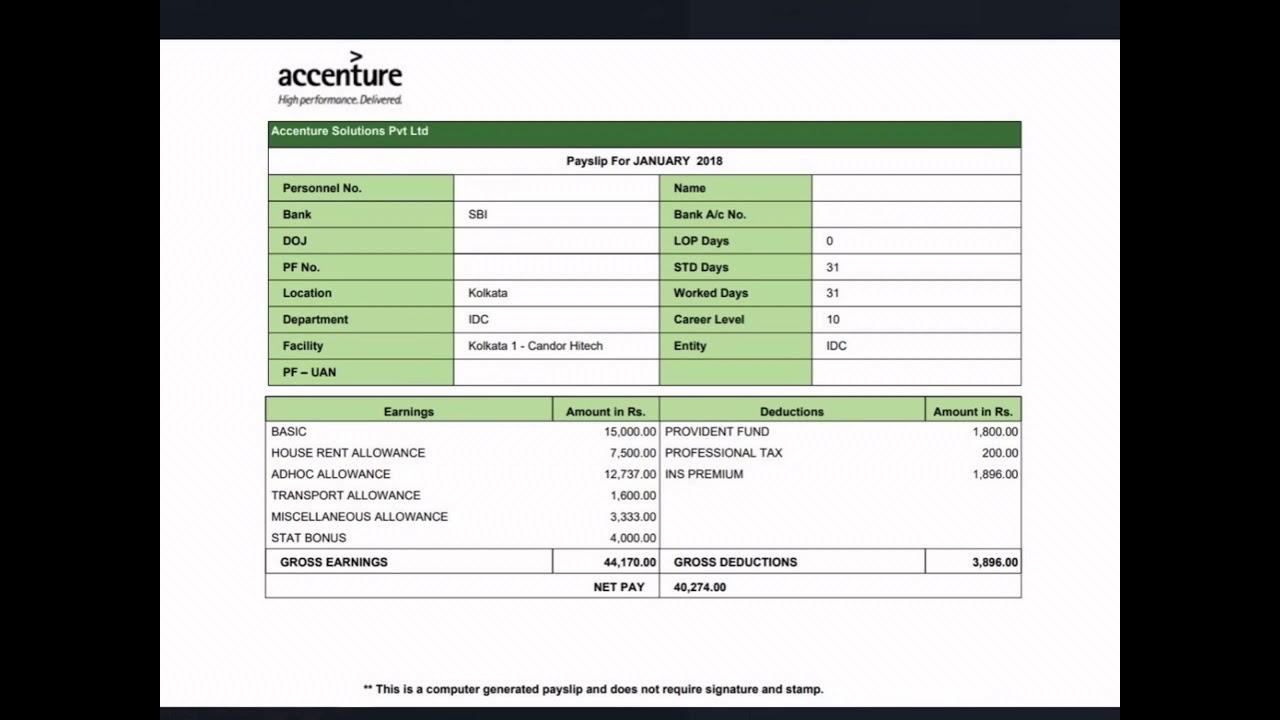 accenture
High performance. Delivered.
Accenture Solutions Pvt Ltd
Payslip For JANUARY 2018
Personnel No. Name
Bank SBI Bank A/c No.
DOJ LOP Days 0
PF No. STD Days 31
Location Kolkata Worked Days 31
Department IDC Career Level 10
Facility Kolkata 1 - Candor Hitech Entity IDC
PF – UAN
Earnings Amount in Rs. Deductions Amount in Rs.
BASIC 15,000.00 PROVIDENT FUND 1,800.00
HOUSE RENT ALLOWANCE 7,500.00 PROFESSIONAL TAX 200.00
ADHOC ALLOWANCE 12,737.00 INS PREMIUM 1,896.00
TRANSPORT ALLOWANCE 1,600.00
MISCELLANEOUS ALLOWANCE 3,333.00
STAT BONUS 4,000.00
GROSS EARNINGS 44,170.00 GROSS DEDUCTIONS 3,896.00
NET PAY 40,274.00
** This is a computer generated payslip and does not require signature and stamp.